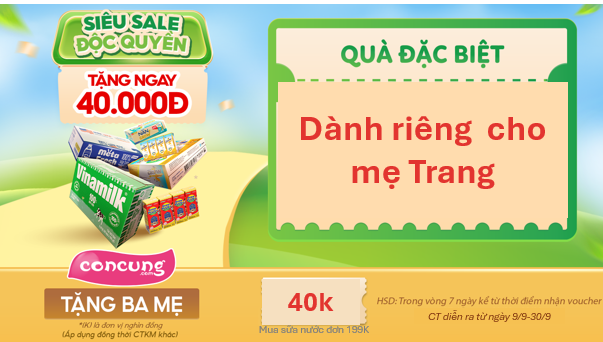 SIÊU SALE
ĐỘC QUYỀN
TẶNG NGAY
40.000Đ
Vinamilk
concung
.com
TẶNG BA MẸ
*(K) là đơn vị nghìn đồng
(Áp dụng đồng thời CTKM khác)
QUÀ ĐẶC BIỆT
Dành riêng cho
mẹ Trang
40k
Mua sữa nước đơn 199K
HSD: Trong vòng 7 ngày kể từ thời điểm nhận voucher
CT diễn ra từ ngày 9/9-30/9